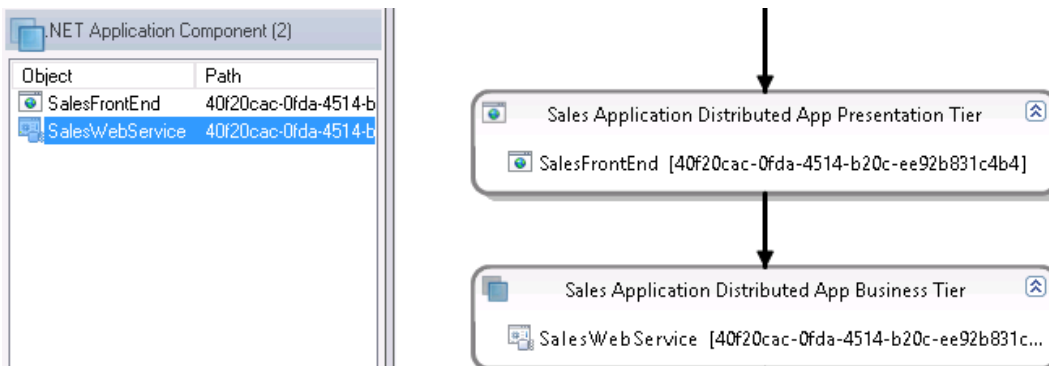 .NET Application Component (2)
Object Path
SalesFrontEnd 40f20cac-0fda-4514-b
SalesWebService 40f20cac-0fda-4514-b
Sales Application Distributed App Presentation Tier
SalesFrontEnd [40f20cac-0fda-4514-b20c-ee92b831c4b4]
Sales Application Distributed App Business Tier
SalesWebService [40f20cac-0fda-4514-b20c-ee92b831c...